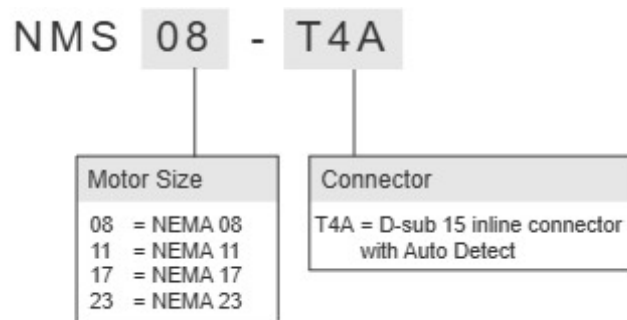 NMS 08 - T4A
Motor Size
08 = NEMA 08
11 = NEMA 11
17 = NEMA 17
23 = NEMA 23
Connector
T4A = D-sub 15 inline connector
with Auto Detect